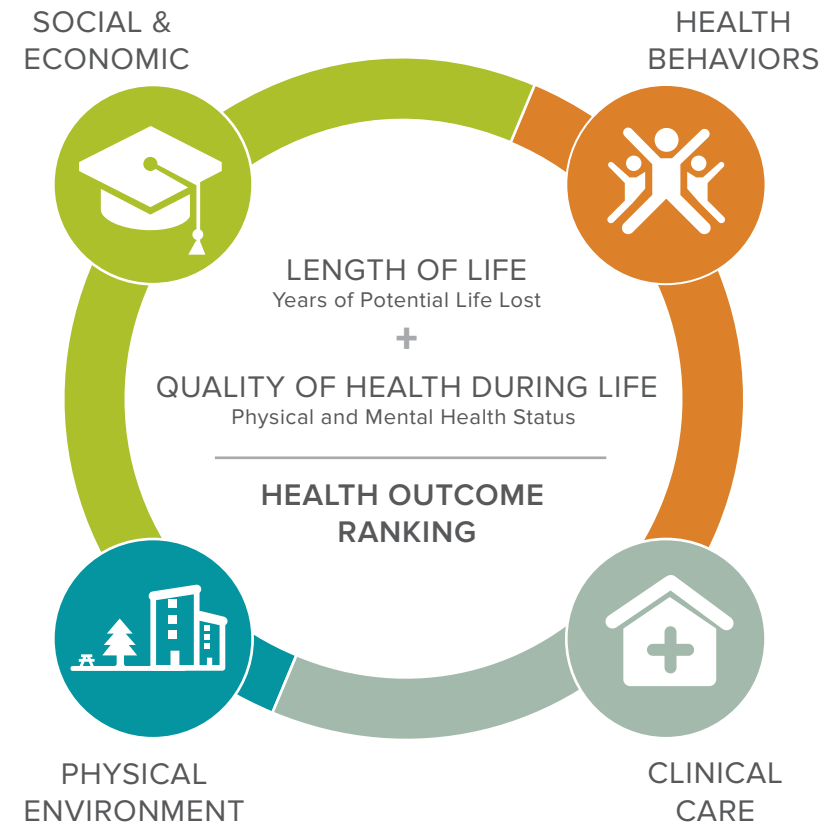 SOCIAL &
ECONOMIC
HEALTH
BEHAVIORS
LENGTH OF LIFE
Years of Potential Life Lost
+
QUALITY OF HEALTH DURING LIFE
Physical and Mental Health Status
HEALTH OUTCOME
RANKING
PHYSICAL
ENVIRONMENT
CLINICAL
CARE